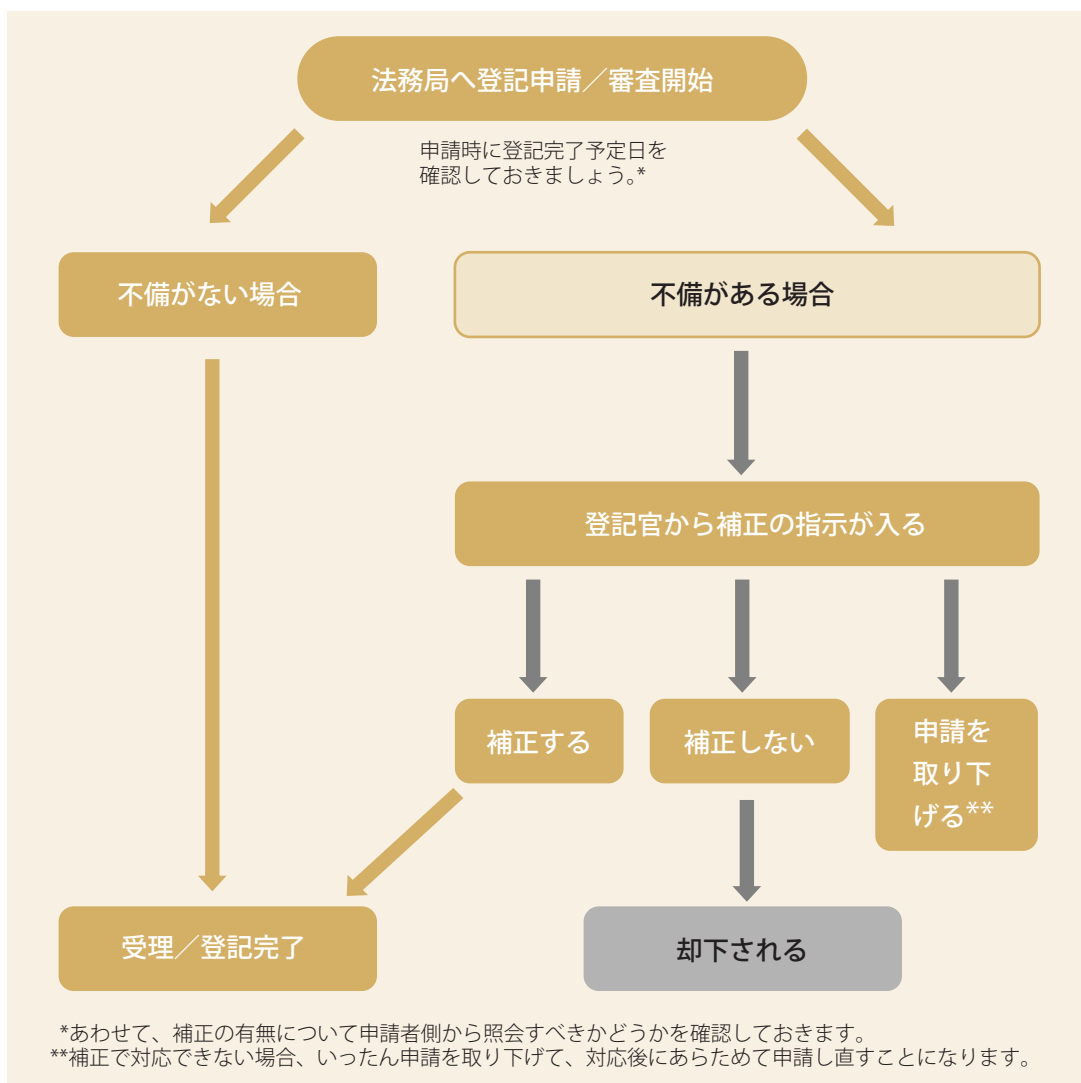 法務局へ登記申請／審査開始
申請時に登記完了予定日を
確認しておきましょう。*
不備がない場合
不備がある場合
登記官から補正の指示が入る
補正する
補正しない
申請を
取り下
げる**
受理／登記完了
却下される
*あわせて、補正の有無について申請者側から照会すべきかどうかを確認しておきます。
**補正で対応できない場合、いったん申請を取り下げて、対応後にあらためて申請し直すことになります。